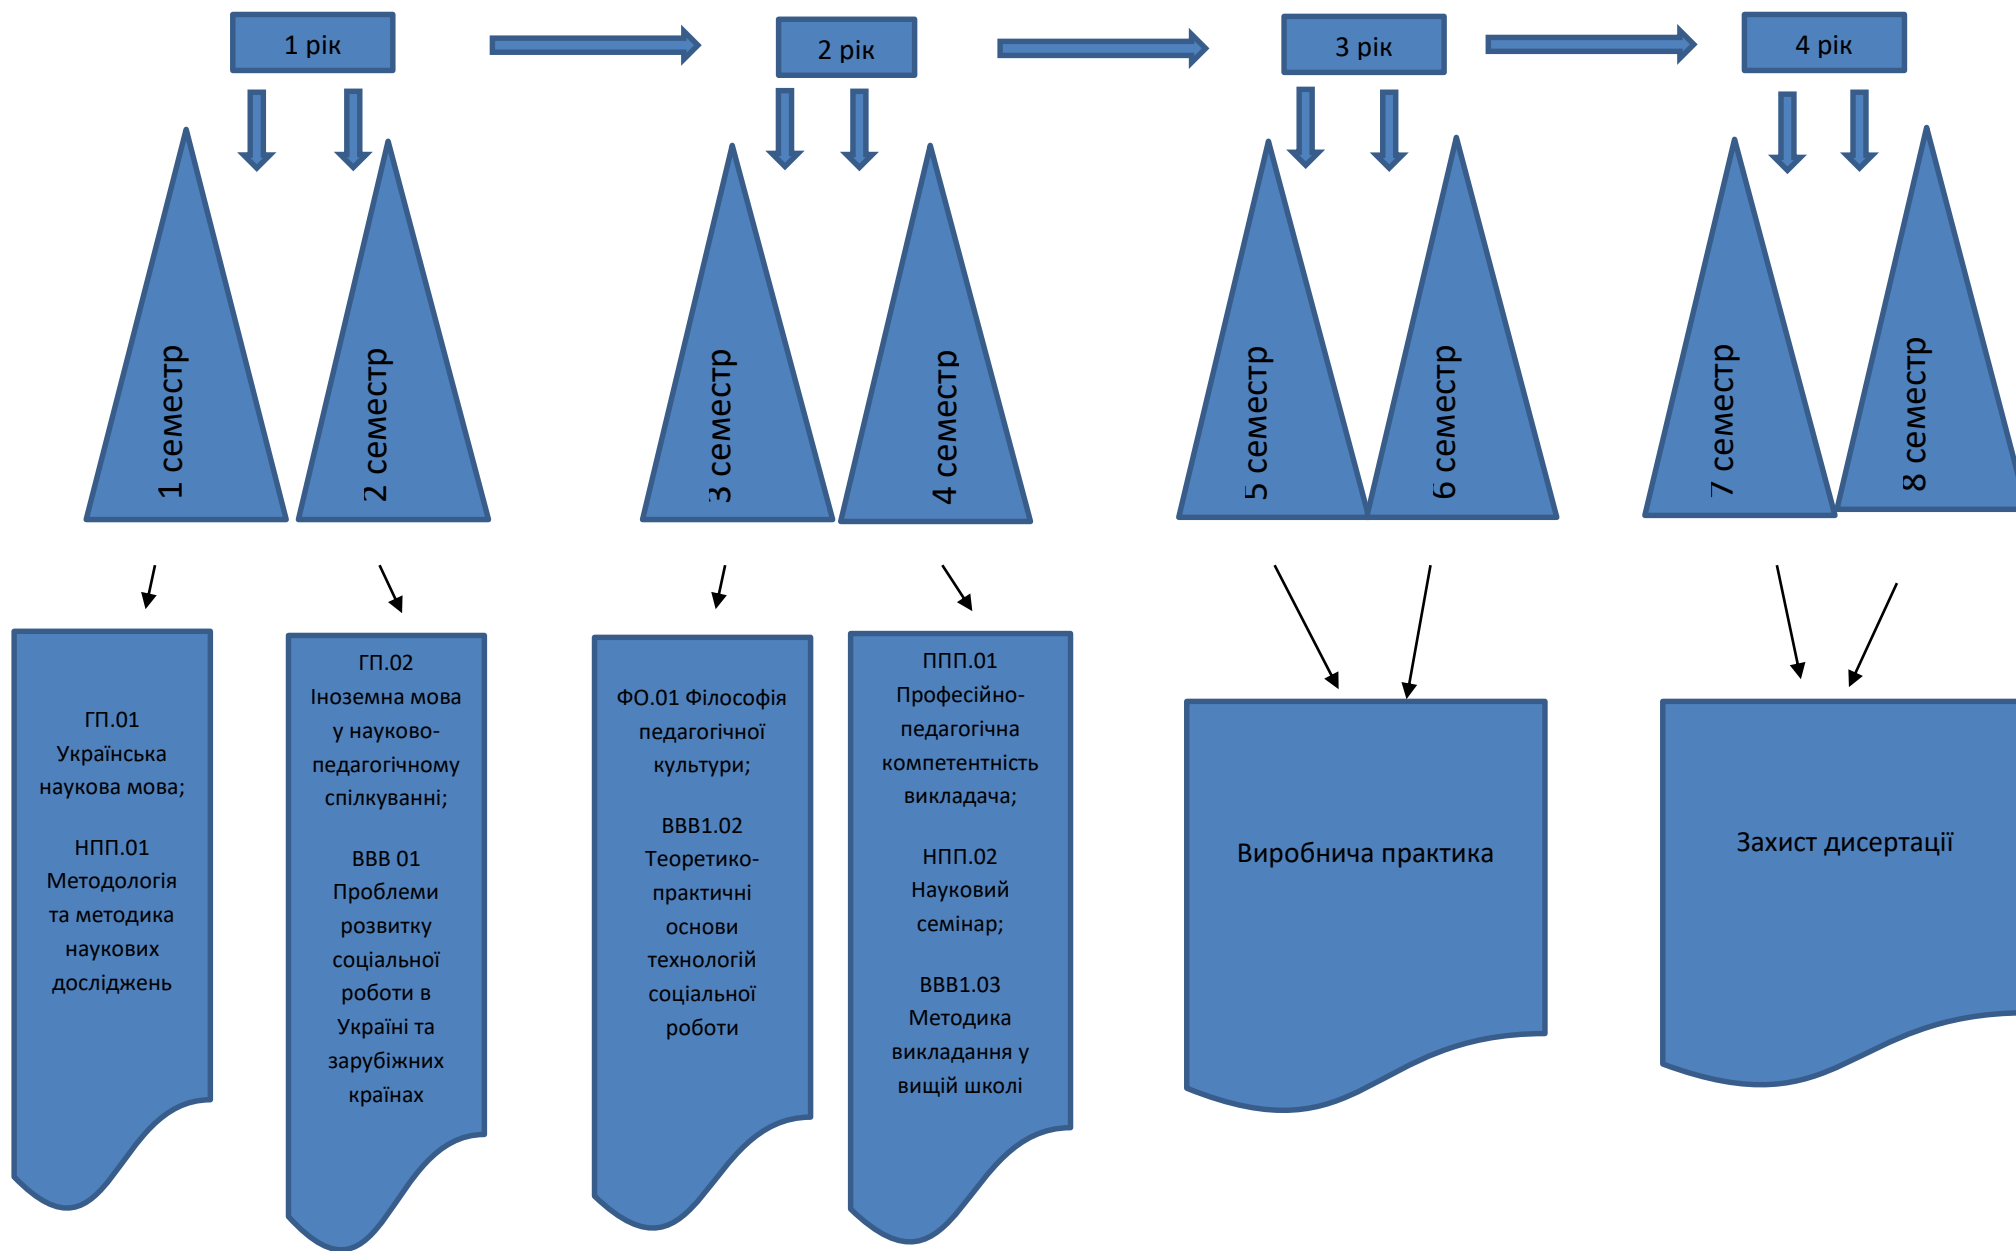 1 рік
2 рік
3 рік
4 рік
1 семестр
2 семестр
3 семестр
4 семестр
5 семестр
6 семестр
7 семестр
8 семестр
ГП.01
Українська
наукова мова;
НПП.01
Методологія
та методика
наукових
досліджень
ГП.02
Іноземна мова
у науково-
педагогічному
спілкуванні;
ВВВ 01
Проблеми
розвитку
соціальної
роботи в
Україні та
зарубіжних
країнах
ФО.01 Філософія
педагогічної
культури;
ВВВ1.02
Теоретико-
практичні
основи
технологій
соціальної
роботи
ППП.01
Професійно-
педагогічна
компетентність
викладача;
НПП.02
Науковий
семінар;
ВВВ1.03
Методика
викладання у
вищій школі
Виробнича практика
Захист дисертації